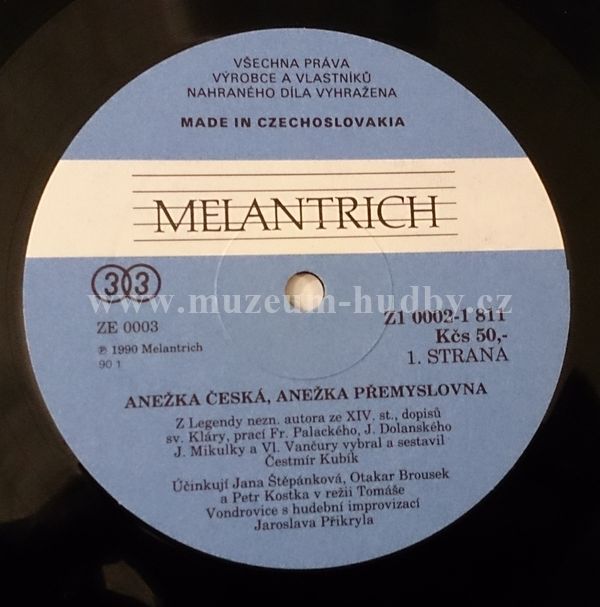 VŠECHNA PRÁVA
VÝROBCE A VLASTNÍKŮ
NAHRANÉHO DÍLA VYHRAŽENA
MADE IN CZECHOSLOVAKIA
MELANTRICH
33
www.muzeum-hudby.cz
ZE 0003
℗ 1990 Melantrich
90 1
Z1 0002-1 811
Kčs 50,-
1. STRANA
ANEŽKA ČESKÁ, ANEŽKA PŘEMYSLOVNA
Z Legendy nezn. autora ze XIV. st., dopisů
sv. Kláry, prací Fr. Palackého, J. Dolanského
J. Mikulky a Vl. Vančury vybral a sestavil
Čestmír Kubík
Účinkují Jana Štěpánková, Otakar Brousek
a Petr Kostka v režii Tomáše
Vondrovice s hudební improvizací
Jaroslava Přikryla